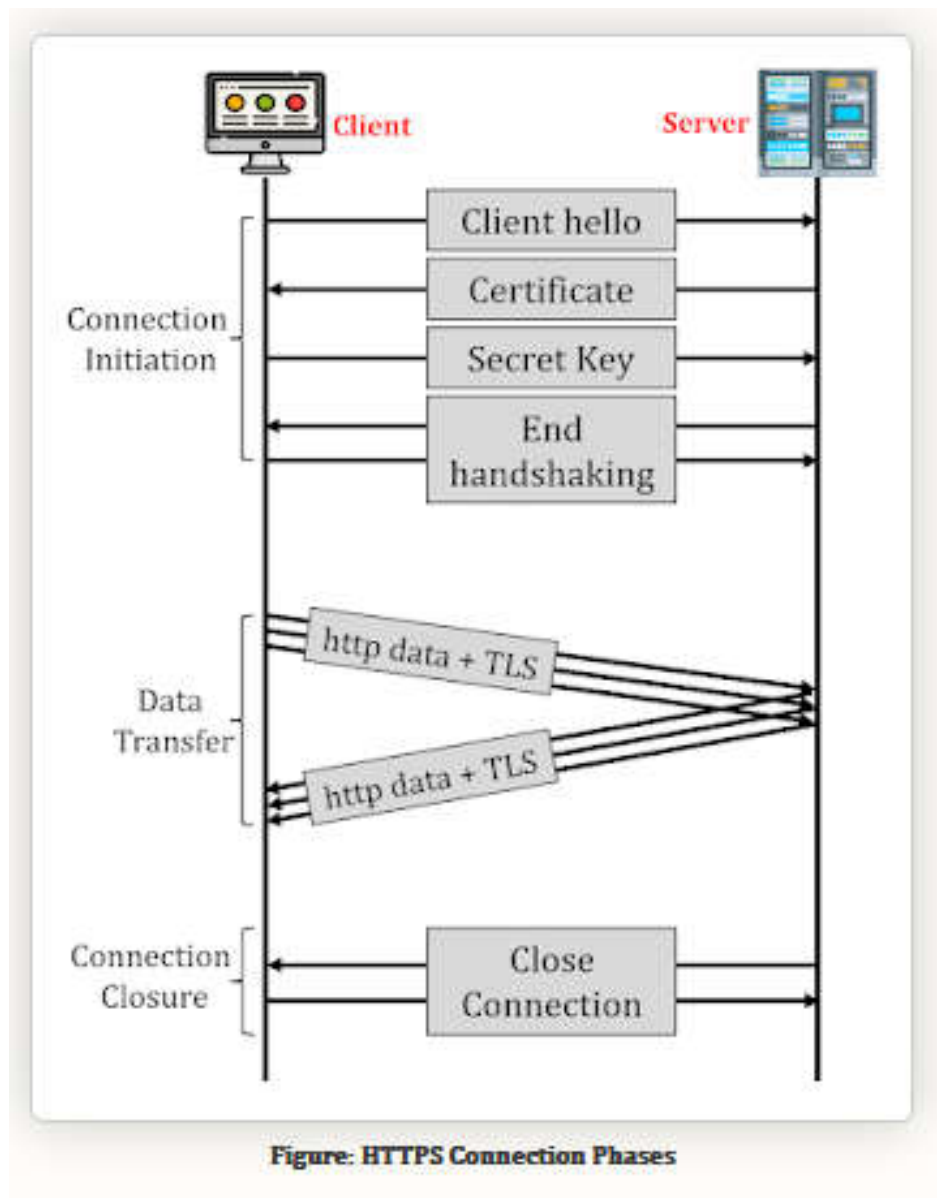 Client
Server
Client hello
Certificate
Connection
Initiation
Secret Key
End
handshaking
http data + TLS
Data
Transfer
http data + TLS
Connection
Closure
Close
Connection
Figure: HTTPS Connection Phases